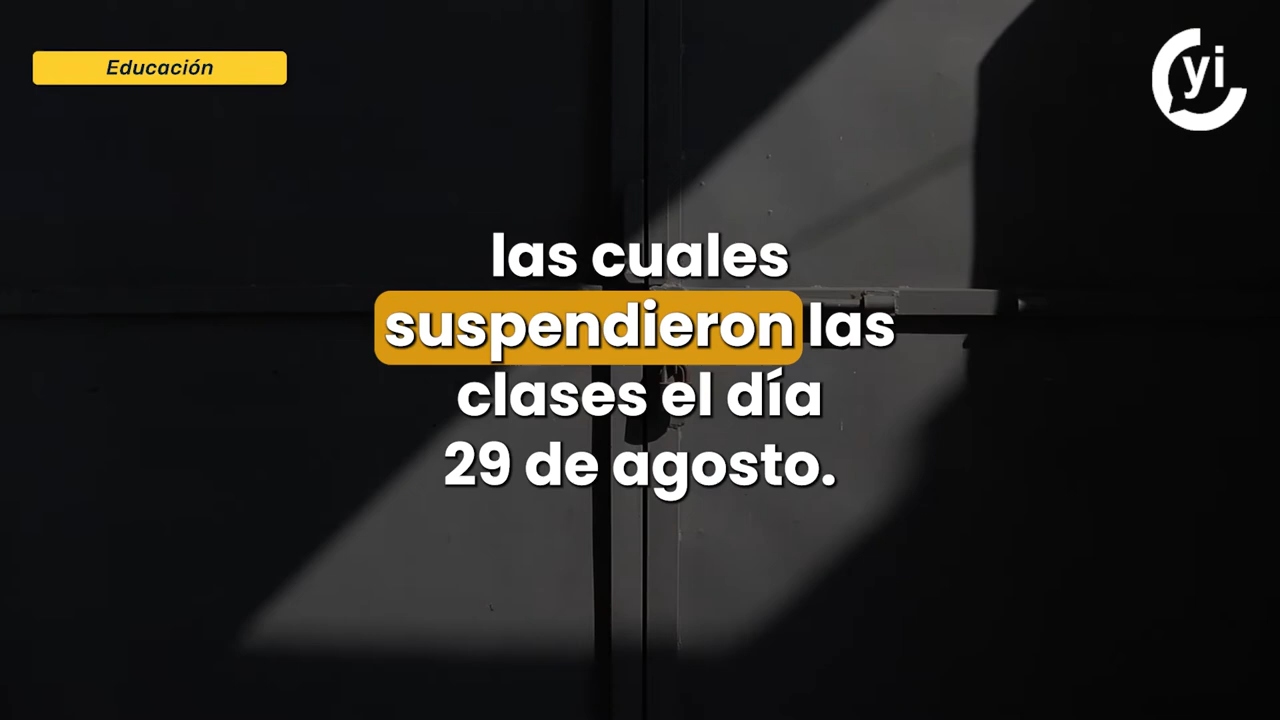 Educación
yi
las cuales
suspendieron las
clases el día
29 de agosto.